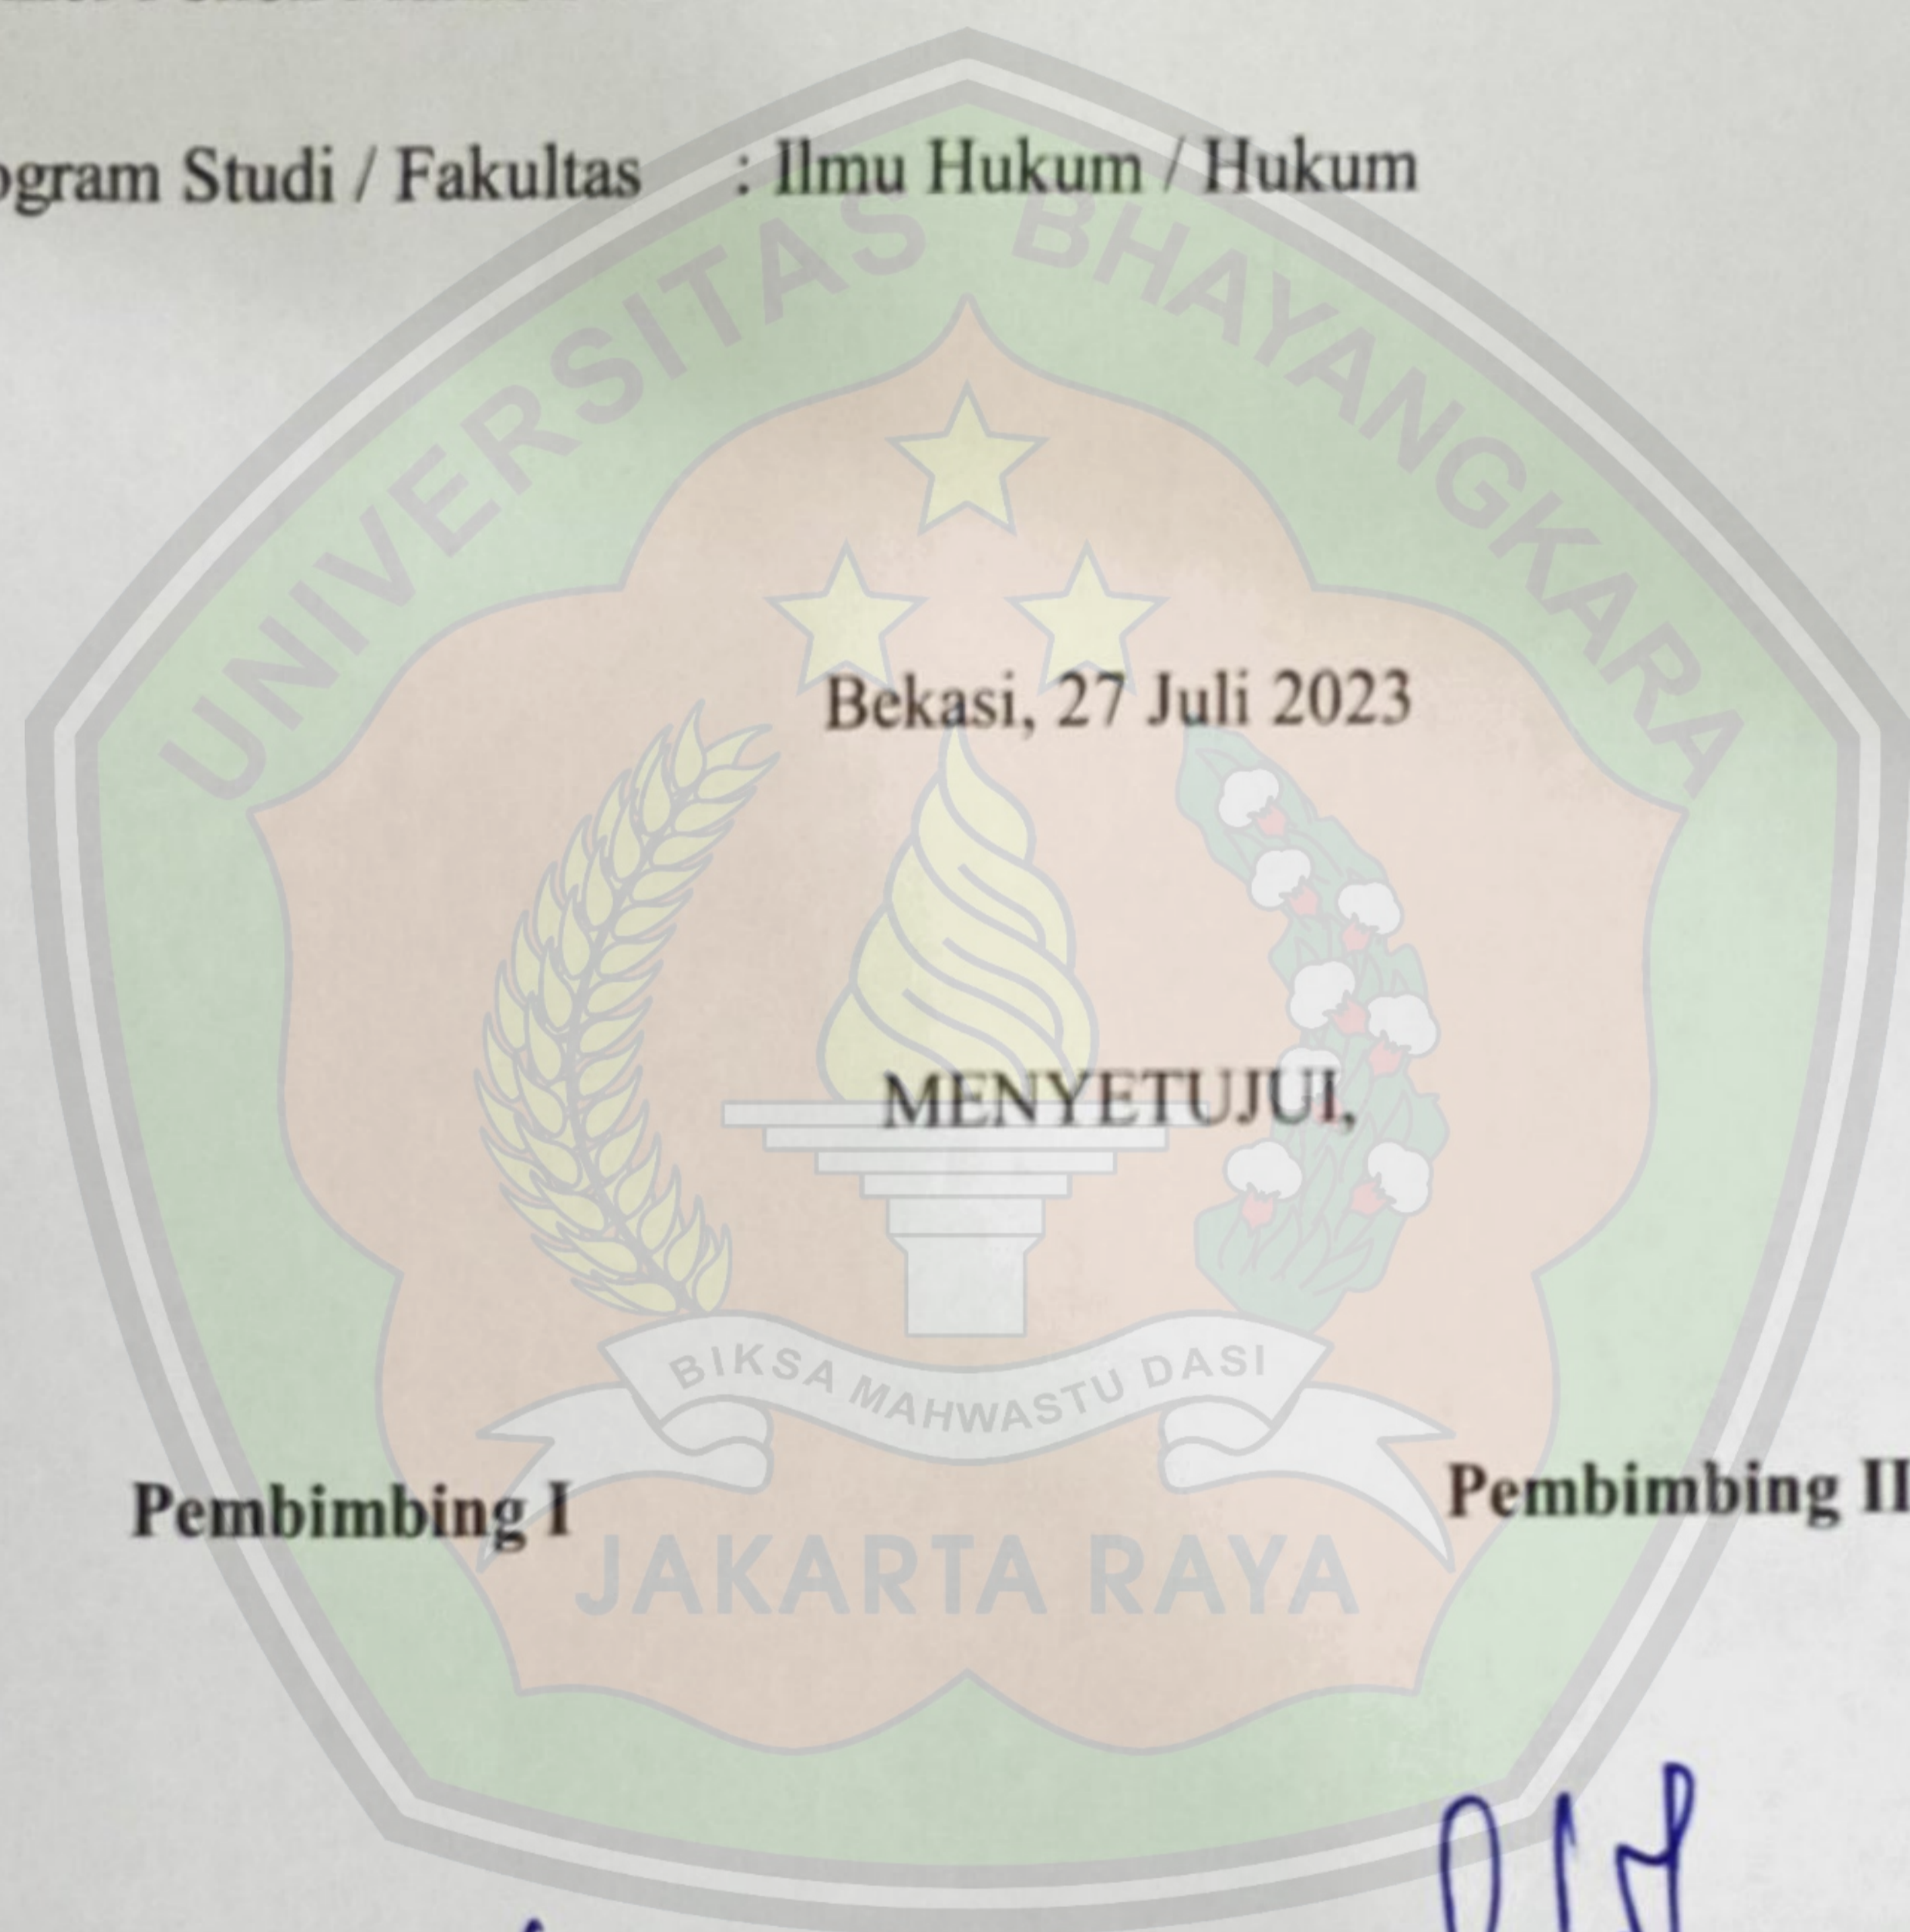 ogram Studi / Fakultas : Ilmu Hukum / Hukum
UNIVERSITAS BHAYANGKARA
Bekasi, 27 Juli 2023
MENYETUJUI,
BIKSA MAHWASTU DASI
Pembimbing I Pembimbing II
JAKARTA RAYA